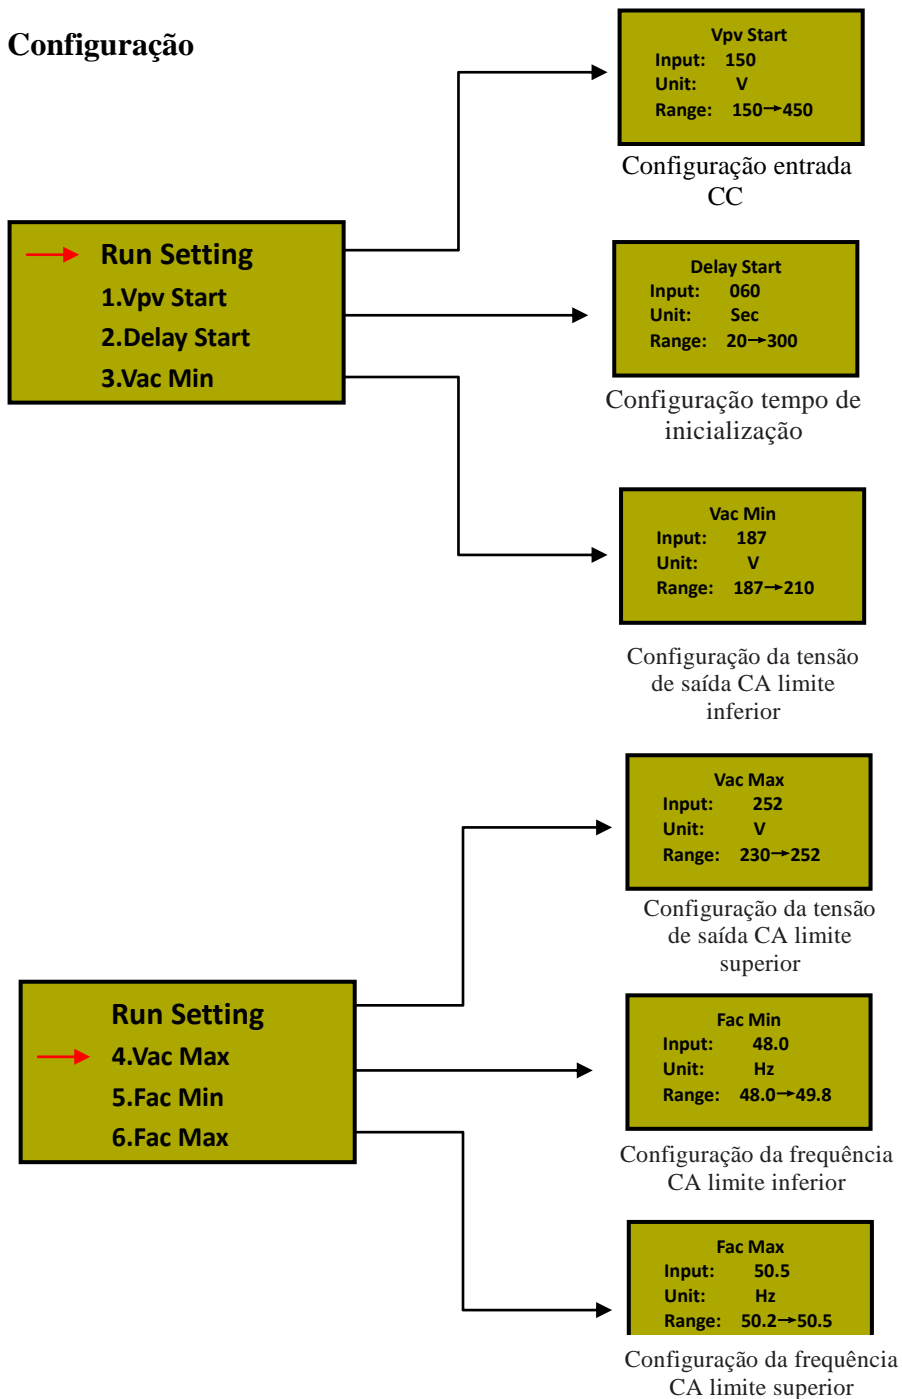 Configuração
Vpv Start
Input: 150
Unit: V
Range: 150→450
Configuração entrada
CC
Run Setting
1.Vpv Start
2.Delay Start
3.Vac Min
Delay Start
Input: 060
Unit: Sec
Range: 20→300
Configuração tempo de
inicialização
Vac Min
Input: 187
Unit: V
Range: 187→210
Configuração da tensão
de saída CA limite
inferior
Vac Max
Input: 252
Unit: V
Range: 230→252
Configuração da tensão
de saída CA limite
superior
Run Setting
4.Vac Max
5.Fac Min
6.Fac Max
Fac Min
Input: 48.0
Unit: Hz
Range: 48.0→49.8
Configuração da frequência
CA limite inferior
Fac Max
Input: 50.5
Unit: Hz
Range: 50.2→50.5
Configuração da frequência
CA limite superior